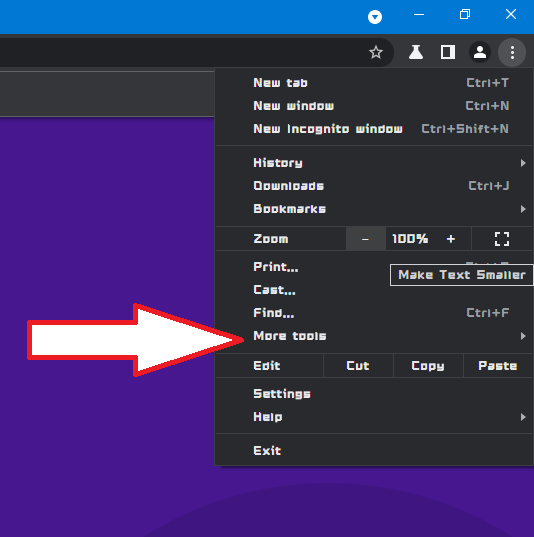 New tab Ctrl+T
New window Ctrl+N
New Incognito window Ctrl+Shift+N
History
Downloads Ctrl+J
Bookmarks
Zoom - 100% +
Print...
Make Text Smaller
Cast...
Find... Ctrl+F
More tools
Edit Cut Copy Paste
Settings
Help
Exit